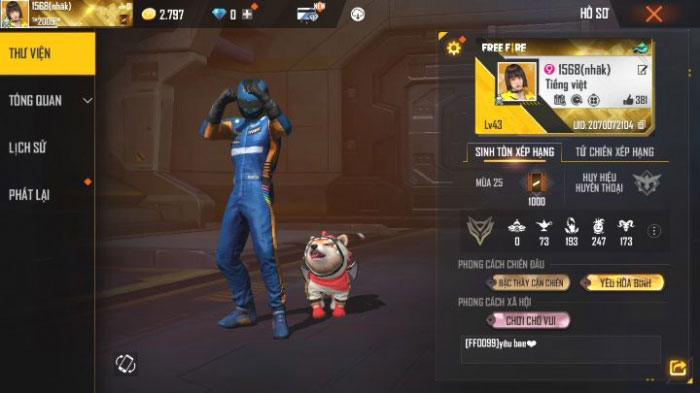 1568(nhâk)
2.797
0
HỒ SƠ
THƯ VIỆN
TỔNG QUAN
LỊCH SỬ
PHÁT LẠI
FREE FIRE
1568(nhâk)
Tiếng việt
381
Lv43
UID: 2070072104
SINH TỒN XẾP HẠNG
TỬ CHIẾN XẾP HẠNG
MÙA 25
1000
HUY HIỆU
HUYỀN THOẠI
0 73 193 247 173
PHONG CÁCH CHIẾN ĐẤU
BẬC THẦY CẬN CHIẾN
YÊU HÒA BÌNH
PHONG CÁCH XÃ HỘI
CHƠI CHO VUI
[FF0099]yêu bae❤